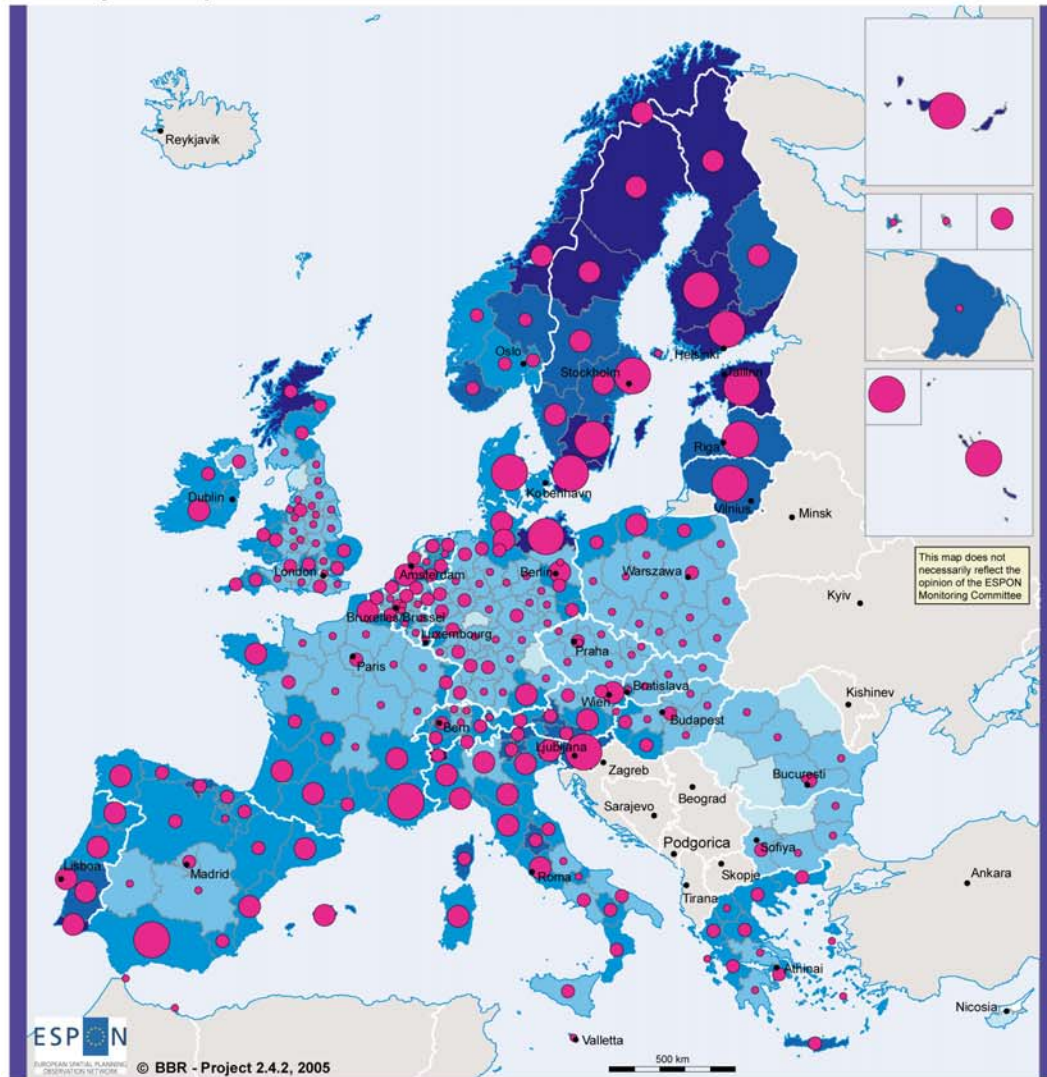 Reykjavik
Oslo
Helsinki
Stockholm
Tallinn
Riga
Dublin
København
Vilnius
Minsk
This map does not
necessarily reflect the
opinion of the ESPON
Monitoring Committee
London
Amsterdam
Berlin
Warszawa
Kyiv
Bruxelles/Brussel
Luxembourg
Praha
Paris
Bratislava
Wien
Kishinev
Budapest
Bern
Ljubljana
Zagreb
Bucuresti
Beograd
Sarajevo
Sofiya
Podgorica
Lisboa
Madrid
Roma
Skopje
Tirana
Ankara
Athinai
Nicosia
Valletta
ESPON
EUROPEAN SPATIAL PLANNING
OBSERVATION NETWORK
© BBR - Project 2.4.2, 2005
500 km